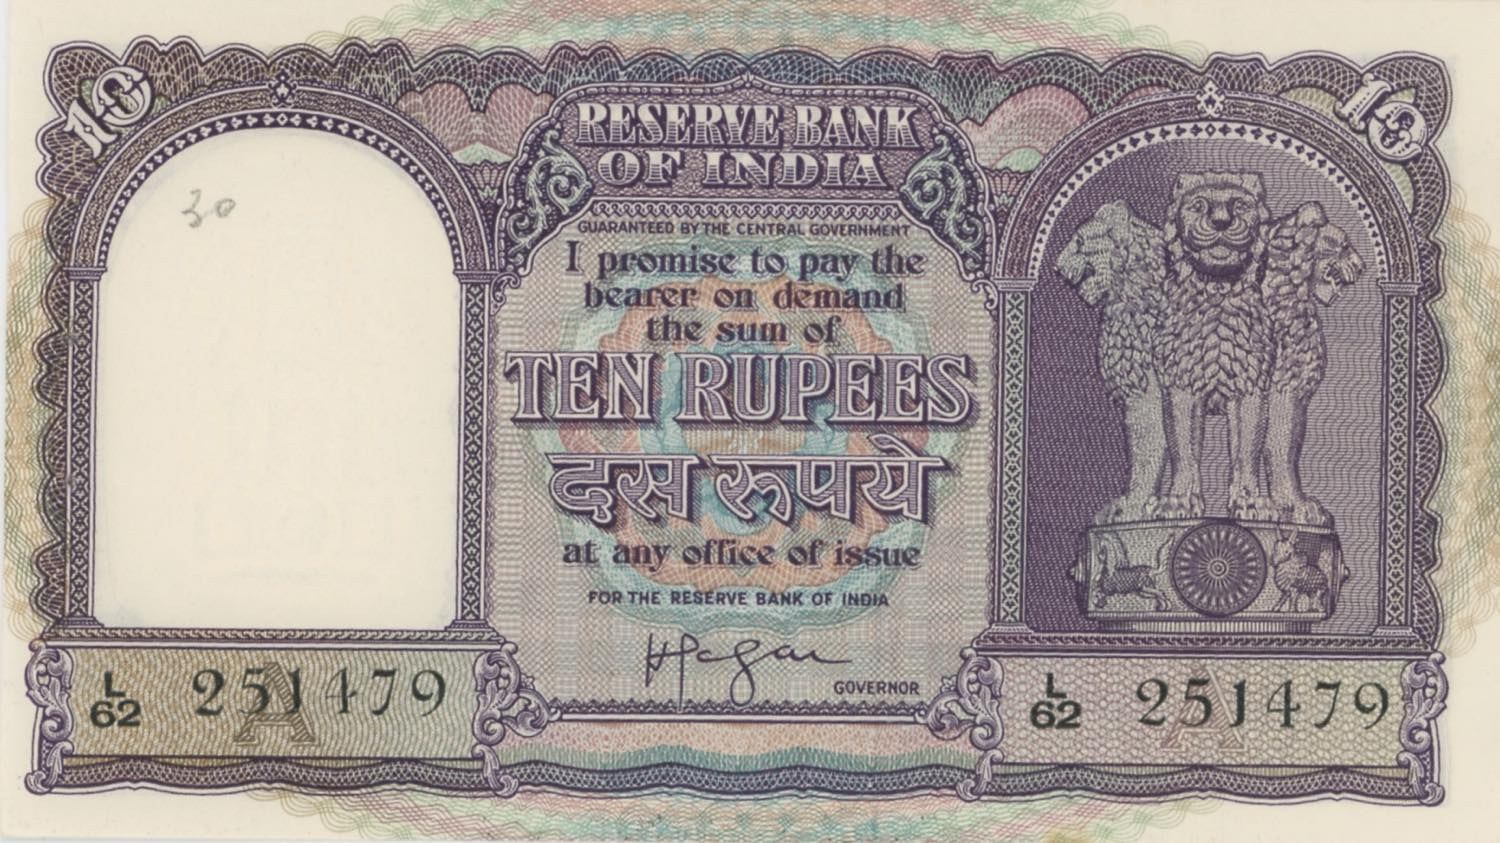 10
10
RESERVE BANK
OF INDIA
30
GUARANTEED BY THE CENTRAL GOVERNMENT
I promise to pay the
bearer on demand
the sum of
TEN RUPEES
दस रूपये
at any office of issue
FOR THE RESERVE BANK OF INDIA
GOVERNOR
L
62 251479
A
L
62 251479
A